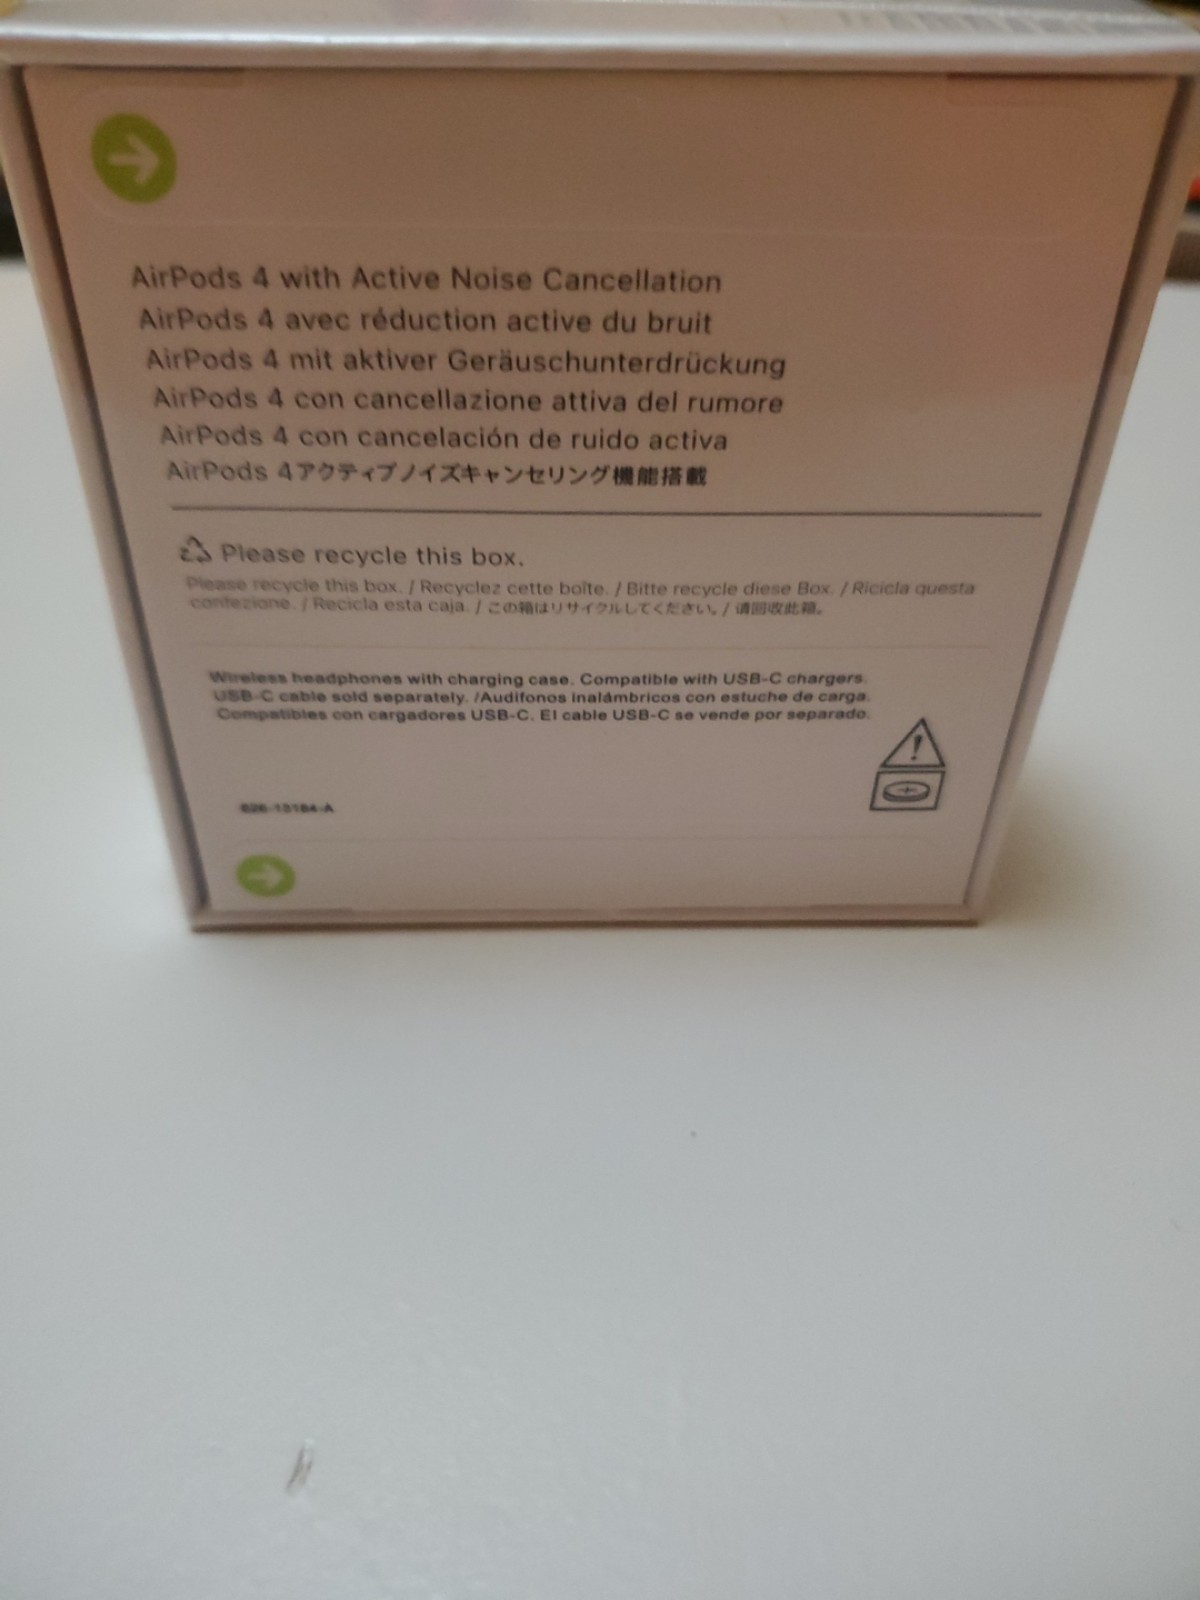 AirPods 4 with Active Noise Cancellation
AirPods 4 avec réduction active du bruit
AirPods 4 mit aktiver Geräuschunterdrückung
AirPods 4 con cancellazione attiva del rumore
AirPods 4 con cancelación de ruido activa
AirPods 4アクティブノイズキャンセリング機能搭載
Please recycle this box.
Please recycle this box. / Recyclez cette boîte. / Bitte recycle diese Box. / Ricicla questa
confezione. / Recicla esta caja. / この箱はリサイクルしてください。/ 请回收此箱。
Wireless headphones with charging case. Compatible with USB-C chargers.
USB-C cable sold separately. /Audífonos inalámbricos con estuche de carga.
Compatibles con cargadores USB-C. El cable USB-C se vende por separado.